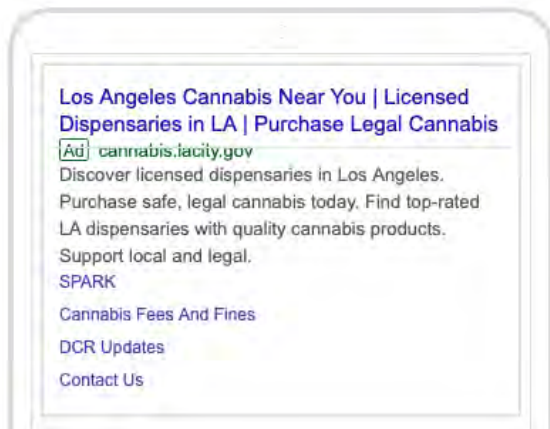 Los Angeles Cannabis Near You | Licensed
Dispensaries in LA | Purchase Legal Cannabis
Ad cannabis.lacity.gov
Discover licensed dispensaries in Los Angeles.
Purchase safe, legal cannabis today. Find top-rated
LA dispensaries with quality cannabis products.
Support local and legal.
SPARK
Cannabis Fees And Fines
DCR Updates
Contact Us